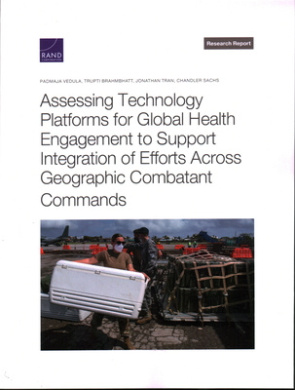 RAND
Research Report
PADMAJA VEDULA, TRUPTI BRAHMBHATT, JONATHAN TRAN, CHANDLER SACHS
Assessing Technology
Platforms for Global Health
Engagement to Support
Integration of Efforts Across
Geographic Combatant
Commands